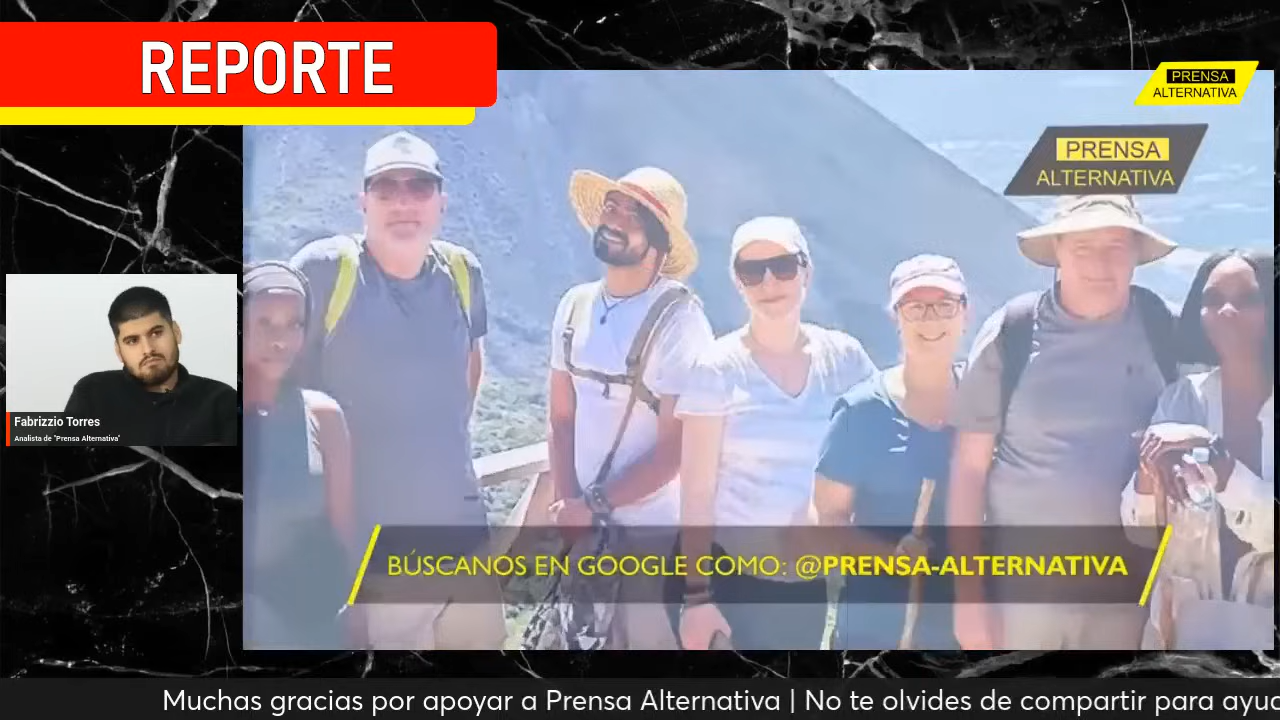 REPORTE
PRENSA
ALTERNATIVA
PRENSA
ALTERNATIVA
Fabrizzio Torres
Analista de "Prensa Alternativa"
BÚSCANOS EN GOOGLE COMO: @PRENSA-ALTERNATIVA
Muchas gracias por apoyar a Prensa Alternativa | No te olvides de compartir para ayud